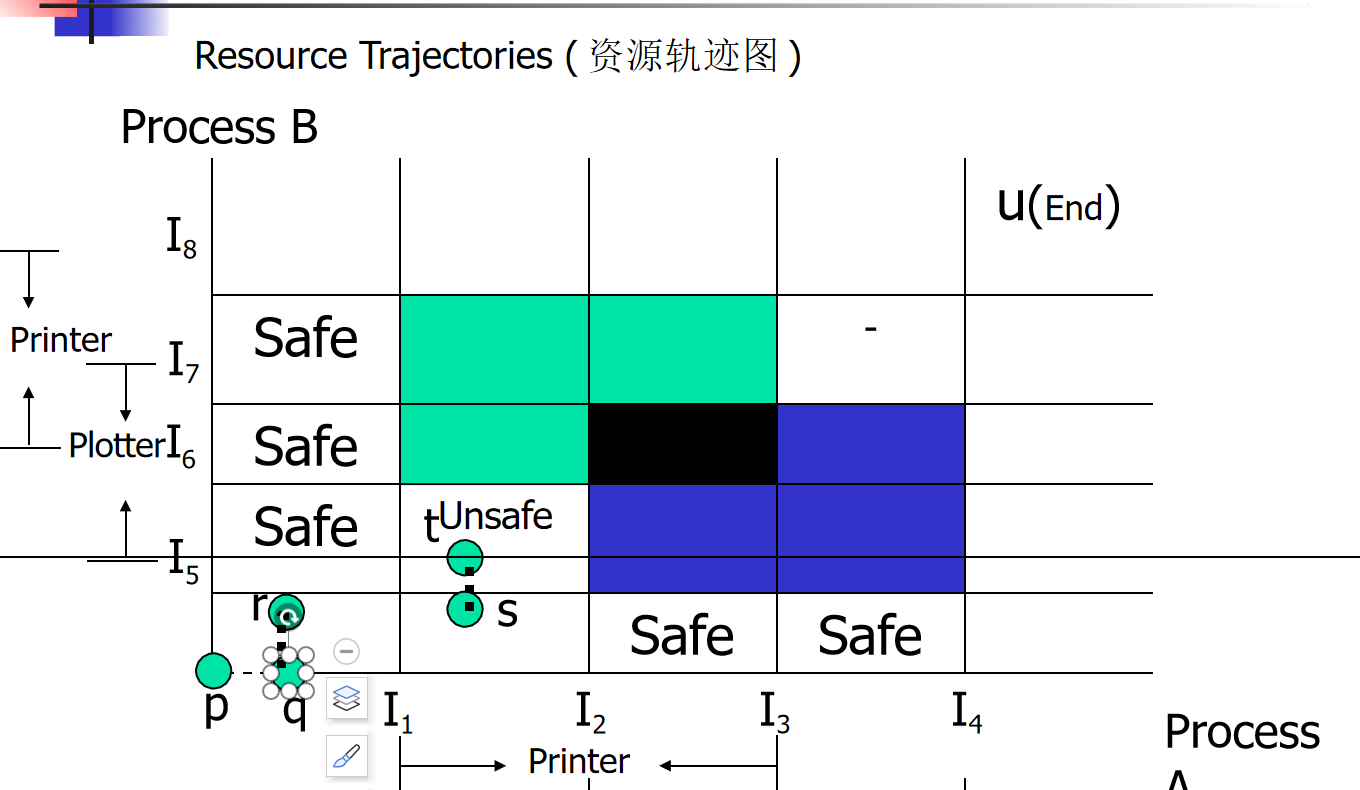 Resource Trajectories (资源轨迹图)
Process B
u(End)
I8
Safe
-
Printer
I7
Safe
Plotter
I6
Safe
t
Unsafe
I5
r
s
Safe
Safe
p
q
I1
I2
I3
I4
Process
A
Printer